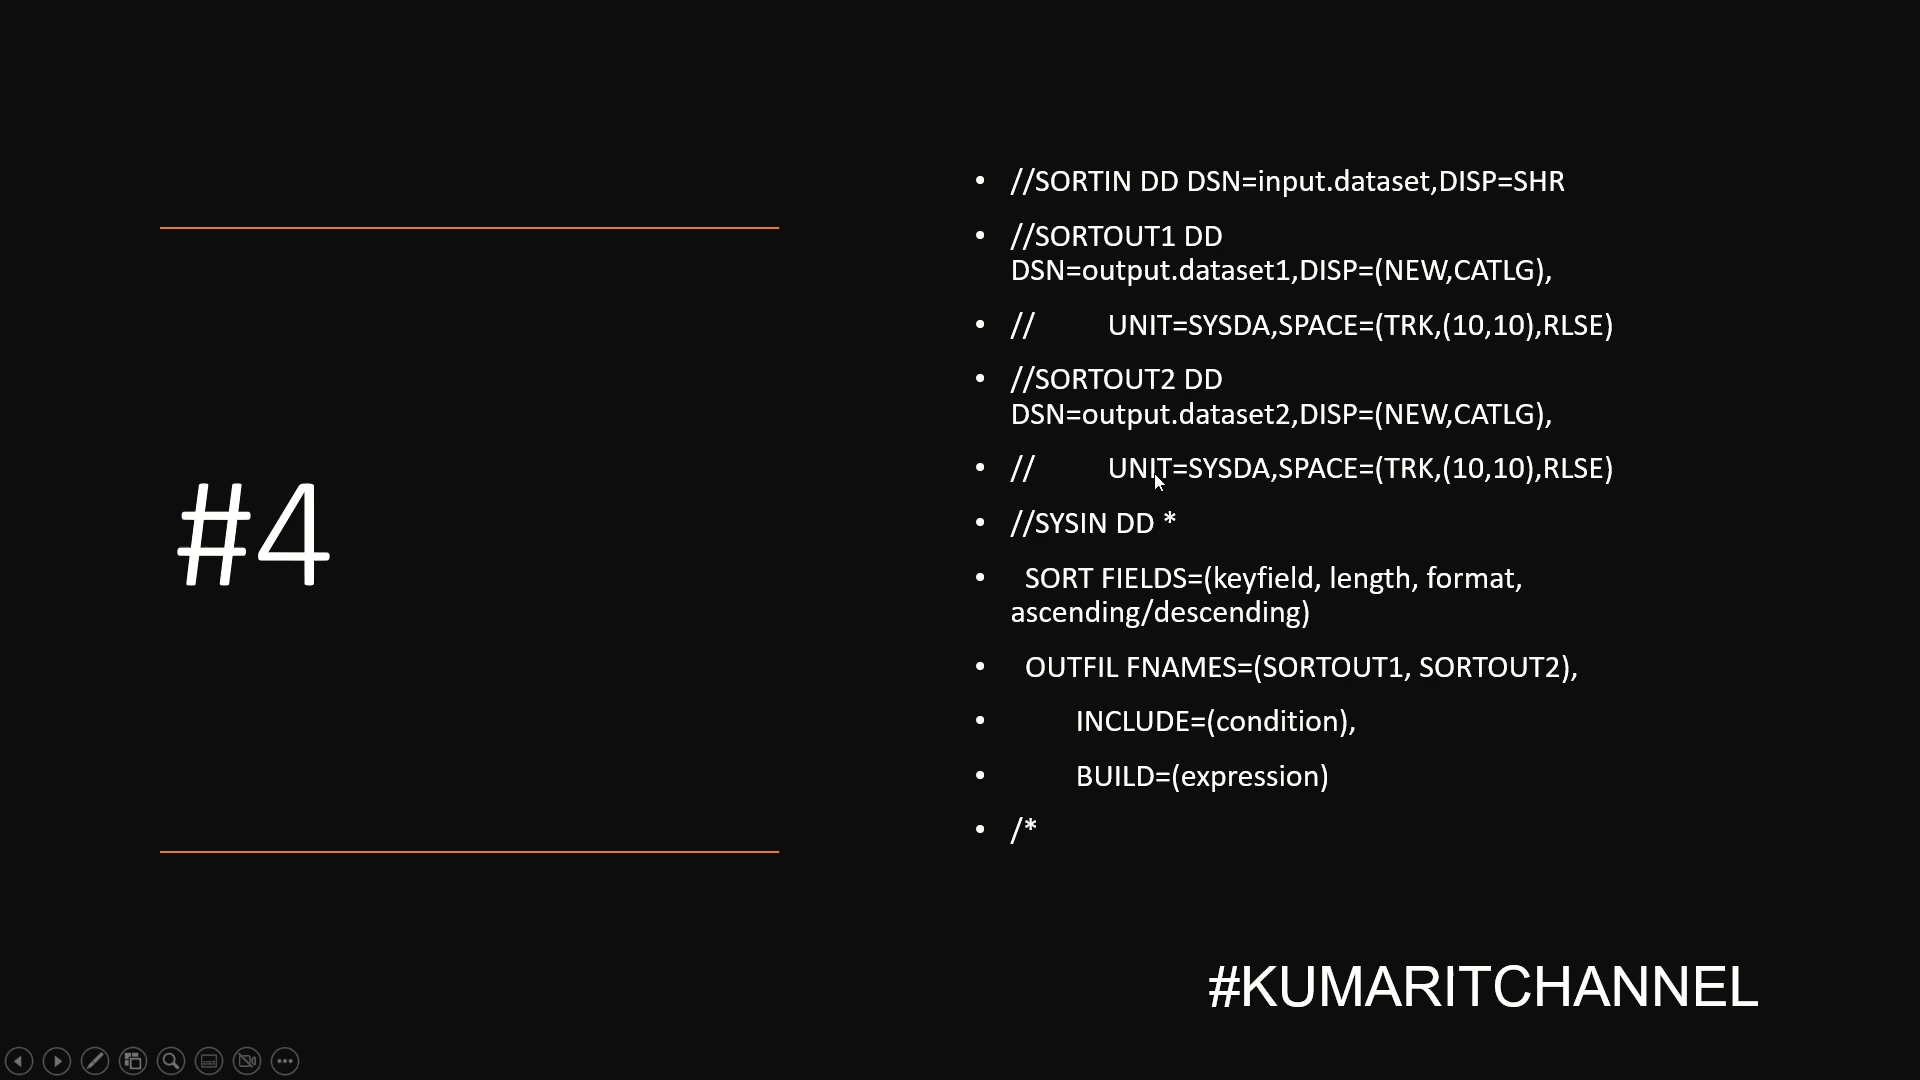 #4
• //SORTIN DD DSN=input.dataset,DISP=SHR
• //SORTOUT1 DD
DSN=output.dataset1,DISP=(NEW,CATLG),
• // UNIT=SYSDA,SPACE=(TRK,(10,10),RLSE)
• //SORTOUT2 DD
DSN=output.dataset2,DISP=(NEW,CATLG),
• // UNIT=SYSDA,SPACE=(TRK,(10,10),RLSE)
• //SYSIN DD *
• SORT FIELDS=(keyfield, length, format,
ascending/descending)
• OUTFIL FNAMES=(SORTOUT1, SORTOUT2),
• INCLUDE=(condition),
• BUILD=(expression)
• /*
#KUMARITCHANNEL